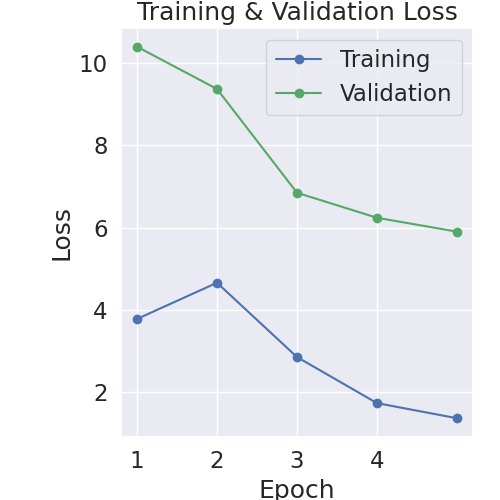 Training & Validation Loss
Training
Validation
Loss
10
8
6
4
2
1 2 3 4
Epoch